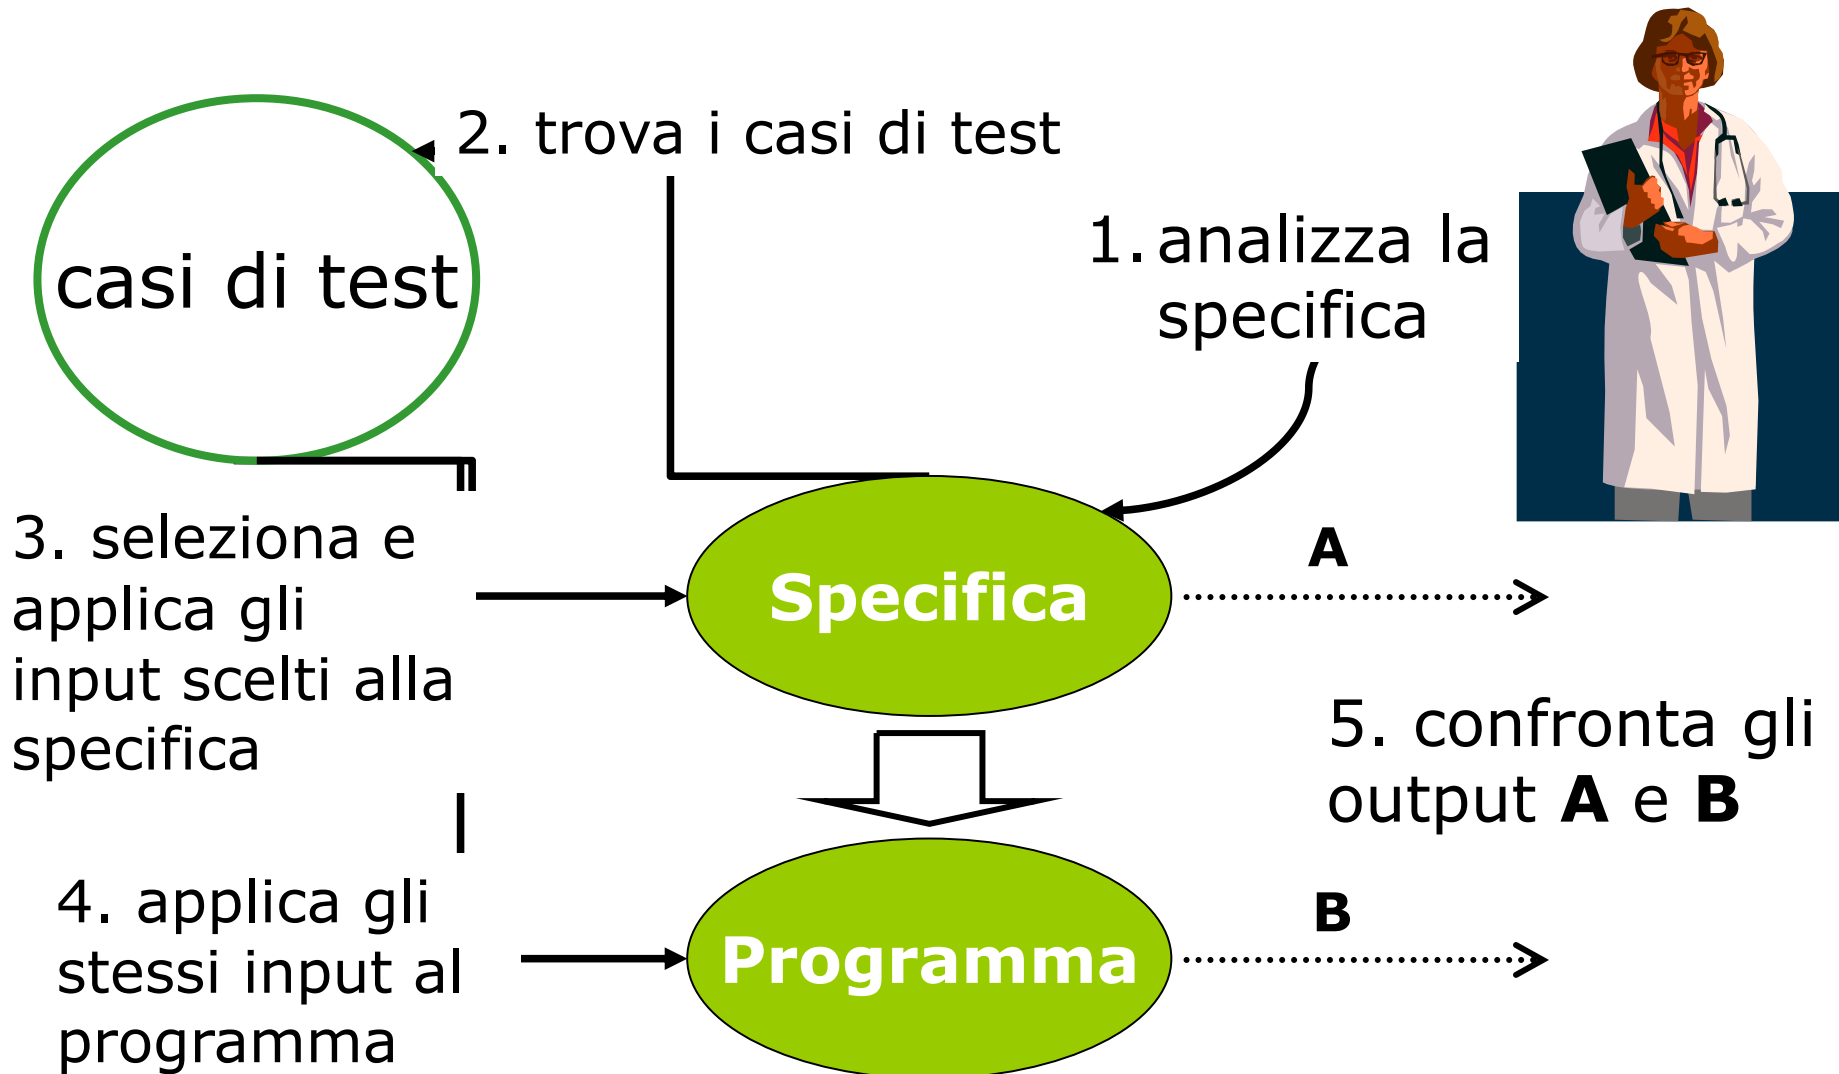 2. trova i casi di test
1. analizza la
specifica
casi di test
3. seleziona e
applica gli
input scelti alla
specifica
A
Specifica
5. confronta gli
output A e B
4. applica gli
stessi input al
programma
B
Programma